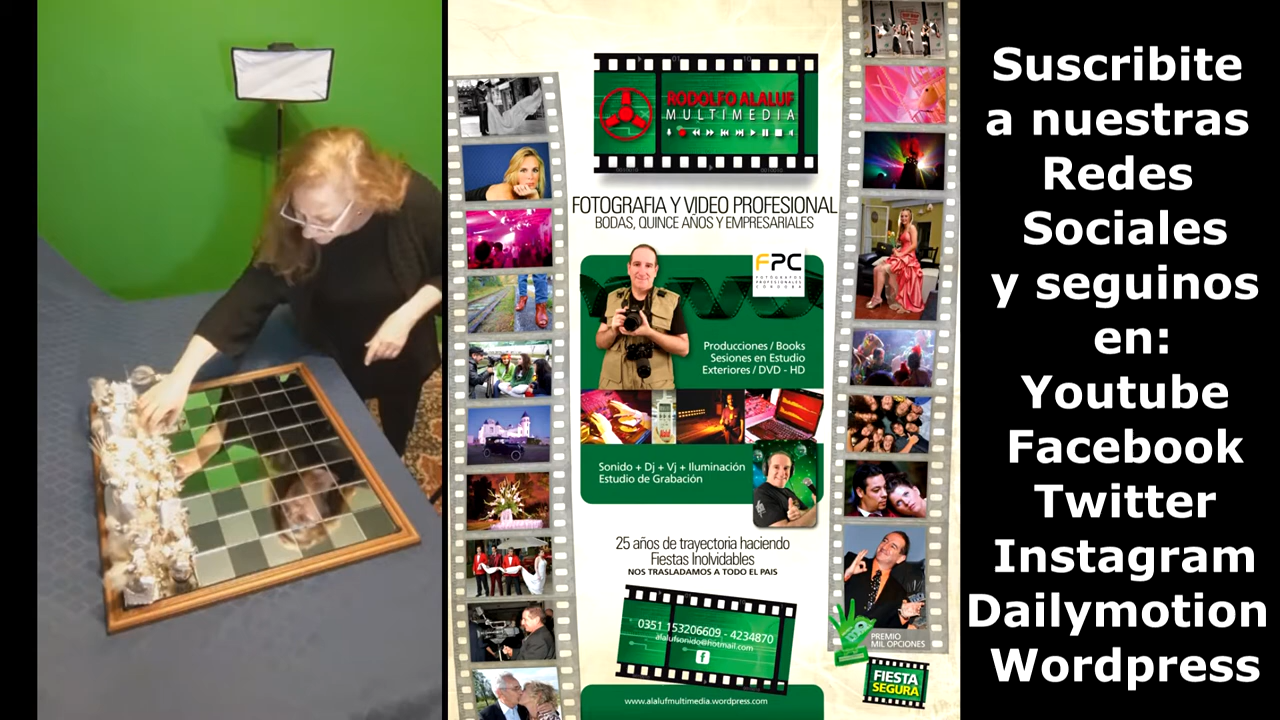 RODOLFO ALALUF
MULTIMEDIA
FOTOGRAFIA Y VIDEO PROFESIONAL
BODAS, QUINCE AÑOS Y EMPRESARIALES
FPC
FOTÓGRAFOS
PROFESIONALES
CÓRDOBA
Producciones / Books
Sesiones en Estudio
Exteriores / DVD - HD
Sonido + Dj + Vj + Iluminación
Estudio de Grabación
25 años de trayectoria haciendo
Fiestas Inolvidables
NOS TRASLADAMOS A TODO EL PAIS
0351 153206609 - 4234870
alalufsonido@hotmail.com
f
www.alalufmultimedia.wordpress.com
PREMIO
MIL OPCIONES
FIESTA
SEGURA
Suscribite
a nuestras
Redes
Sociales
y seguinos
en:
Youtube
Facebook
Twitter
Instagram
Dailymotion
Wordpress